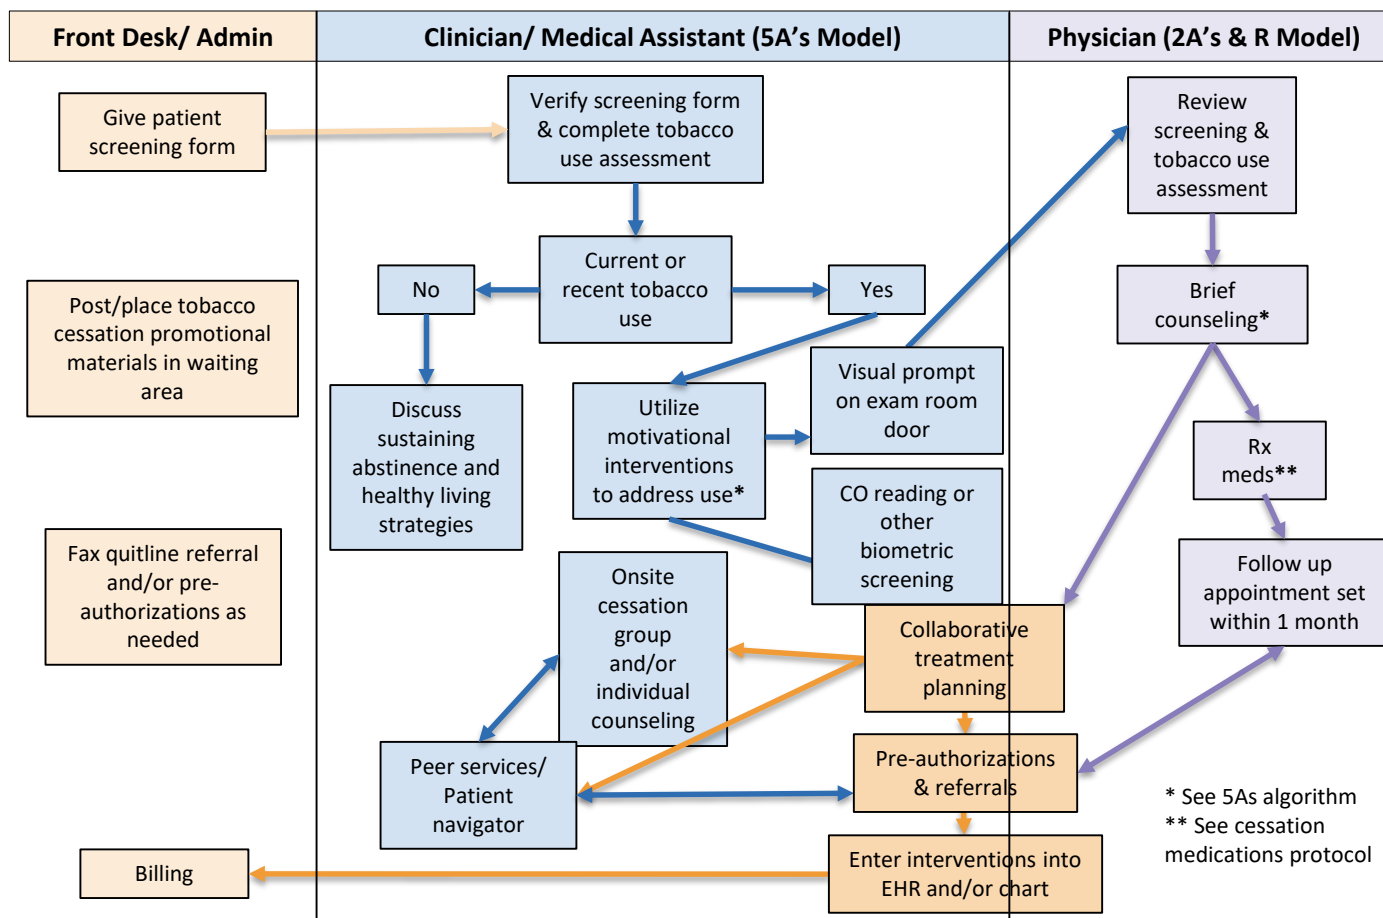 Front Desk/ Admin
Clinician/ Medical Assistant (5A's Model)
Physician (2A's & R Model)
Give patient
screening form
Verify screening form
& complete tobacco
use assessment
Review
screening &
tobacco use
assessment
No
Current or
recent tobacco
use
Yes
Brief
counseling*
Post/place tobacco
cessation promotional
materials in waiting
area
Discuss
sustaining
abstinence and
healthy living
strategies
Utilize
motivational
interventions
to address use*
Visual prompt
on exam room
door
Rx
meds**
CO reading or
other
biometric
screening
Fax quitline referral
and/or pre-
authorizations as
needed
Onsite
cessation
group
and/or
individual
counseling
Follow up
appointment set
within 1 month
Collaborative
treatment
planning
Peer services/
Patient
navigator
Pre-authorizations
& referrals
* See 5As algorithm
** See cessation
medications protocol
Billing
Enter interventions into
EHR and/or chart